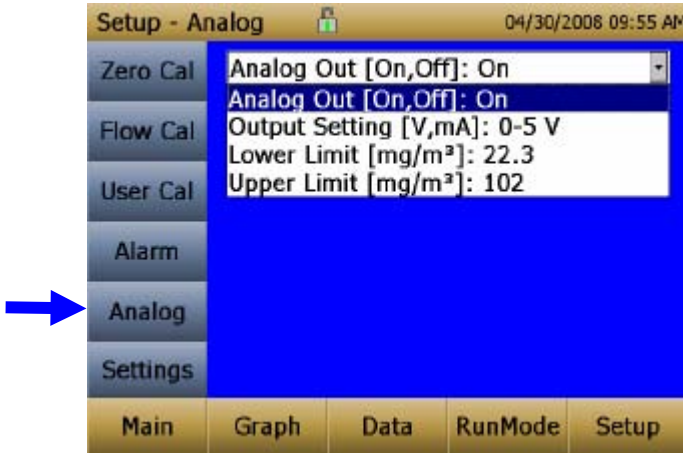 Setup - Analog 04/30/2008 09:55 AM
Zero Cal
Flow Cal
User Cal
Alarm
Analog
Settings
Analog Out [On,Off]: On
Analog Out [On,Off]: On
Output Setting [V,mA]: 0-5 V
Lower Limit [mg/m³]: 22.3
Upper Limit [mg/m³]: 102
Main Graph Data RunMode Setup